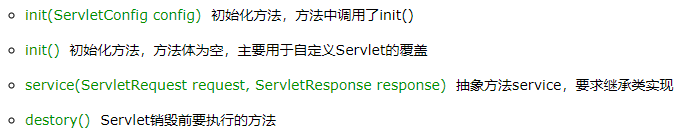 init(ServletConfig config) 初始化方法，方法中调用了init()
init() 初始化方法，方法体为空，主要用于自定义Servlet的覆盖
service(ServletRequest request, ServletResponse response) 抽象方法service，要求继承类实现
destory() Servlet销毁前要执行的方法